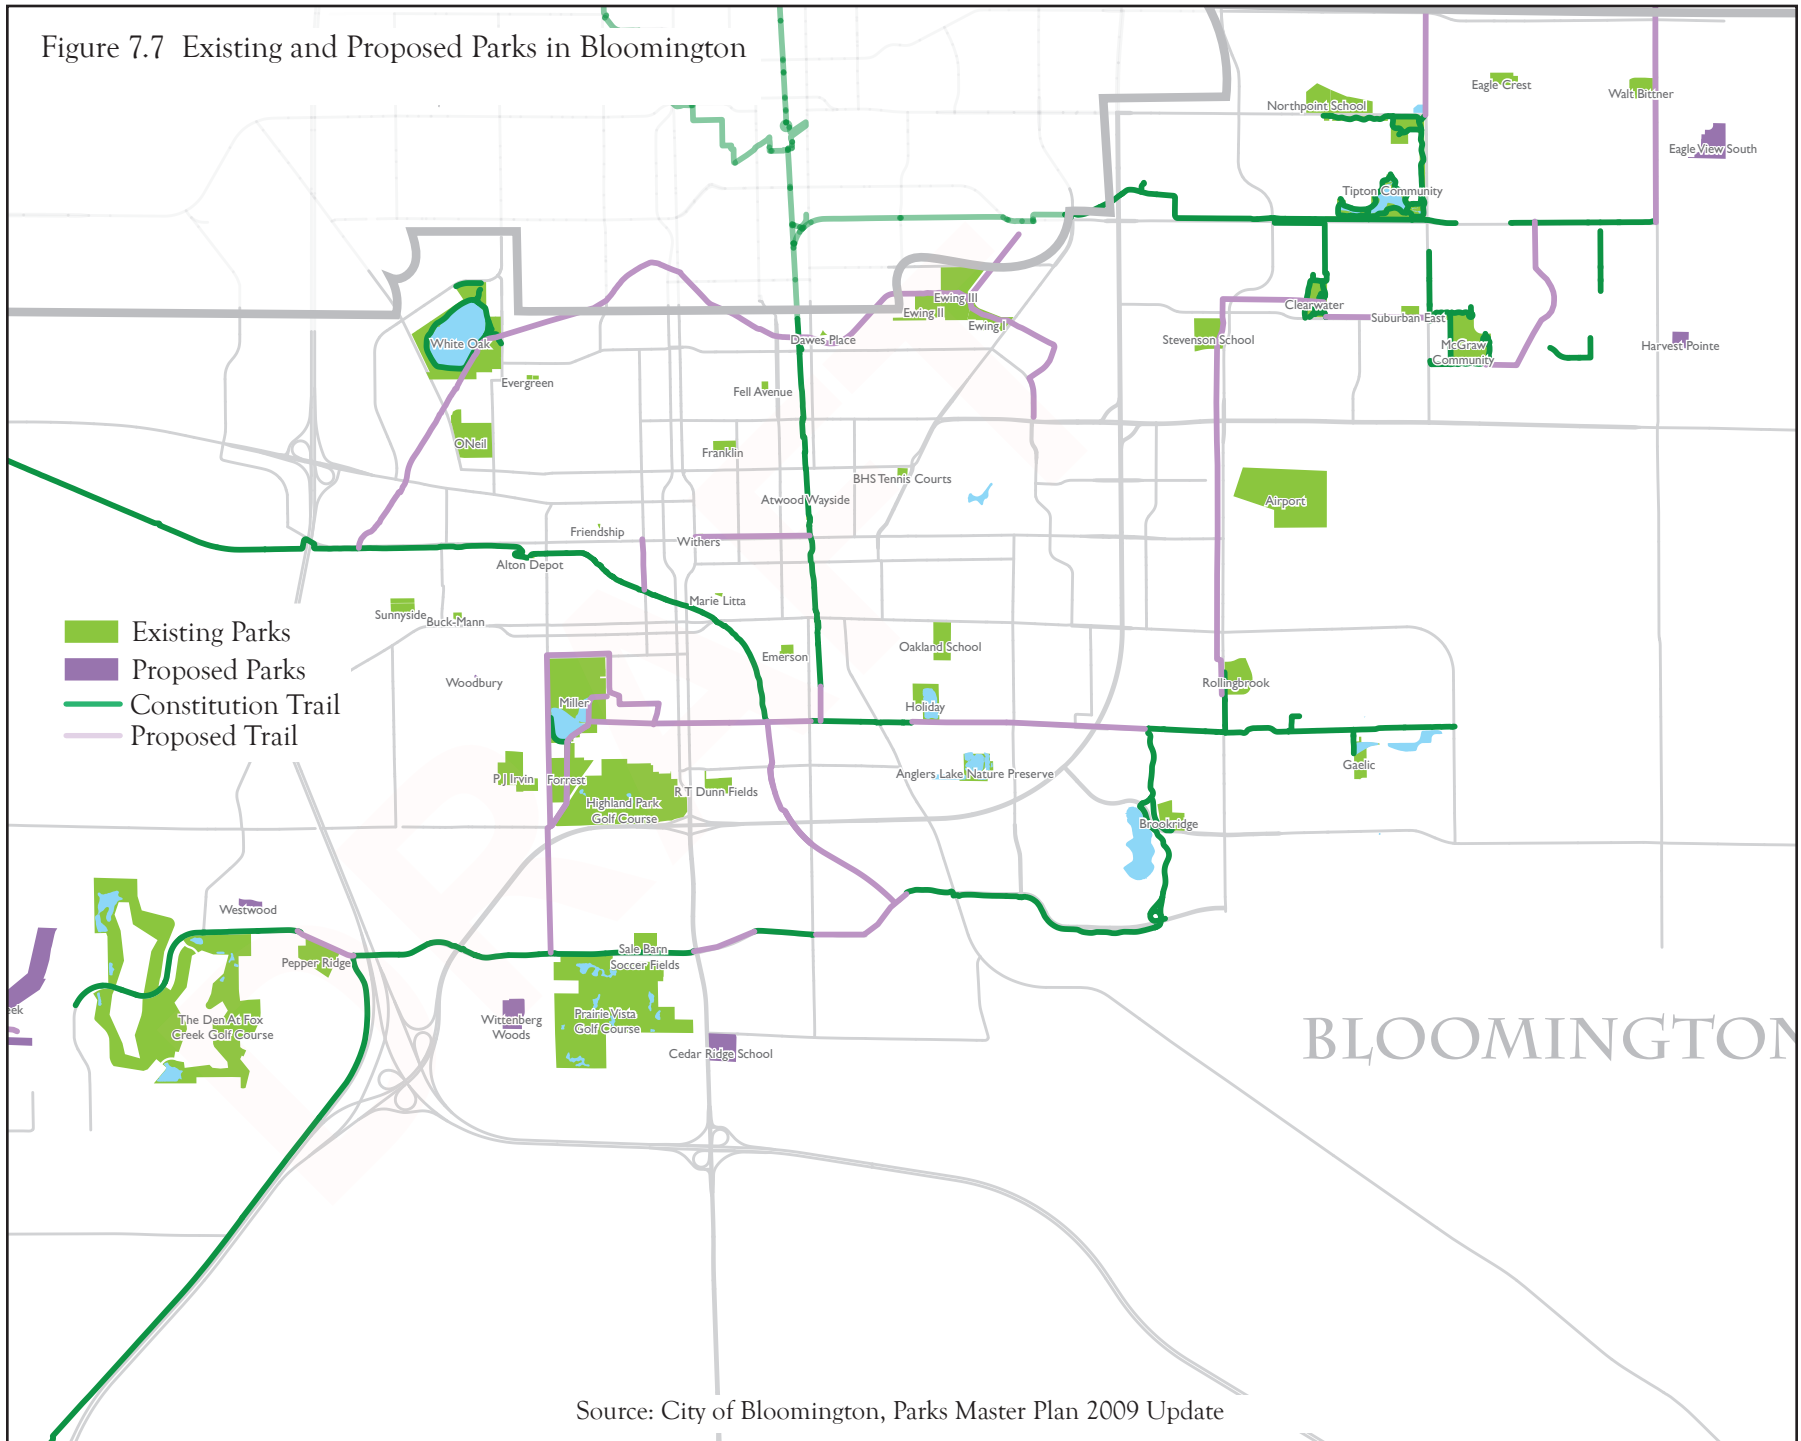 Figure 7.7 Existing and Proposed Parks in Bloomington
Eagle Crest
Walt Bittner
Northpoint School
Eagle View South
Tipton Community
Ewing III
Clearwater
Ewing II
Suburban East
Ewing I
White Oak
Dawes Place
Stevenson School
McGraw
Community
Harvest Pointe
Evergreen
Fell Avenue
ONeil
Franklin
BHS Tennis Courts
Atwood Wayside
Airport
Friendship
Withers
Alton Depot
Marie Litta
Sunnyside
Buck-Mann
Existing Parks
Proposed Parks
Constitution Trail
Proposed Trail
Oakland School
Emerson
Woodbury
Rollingbrook
Miller
Holiday
Gaelic
P J Irvin
Forrest
Anglers Lake Nature Preserve
R T Dunn Fields
Highland Park
Golf Course
Brookridge
Westwood
Sale Barn
Soccer Fields
Pepper Ridge
eek
The Den At Fox
Creek Golf Course
Wittenberg
Woods
Prairie Vista
Golf Course
Cedar Ridge School
BLOOMINGTON
DRAFT
Source: City of Bloomington, Parks Master Plan 2009 Update